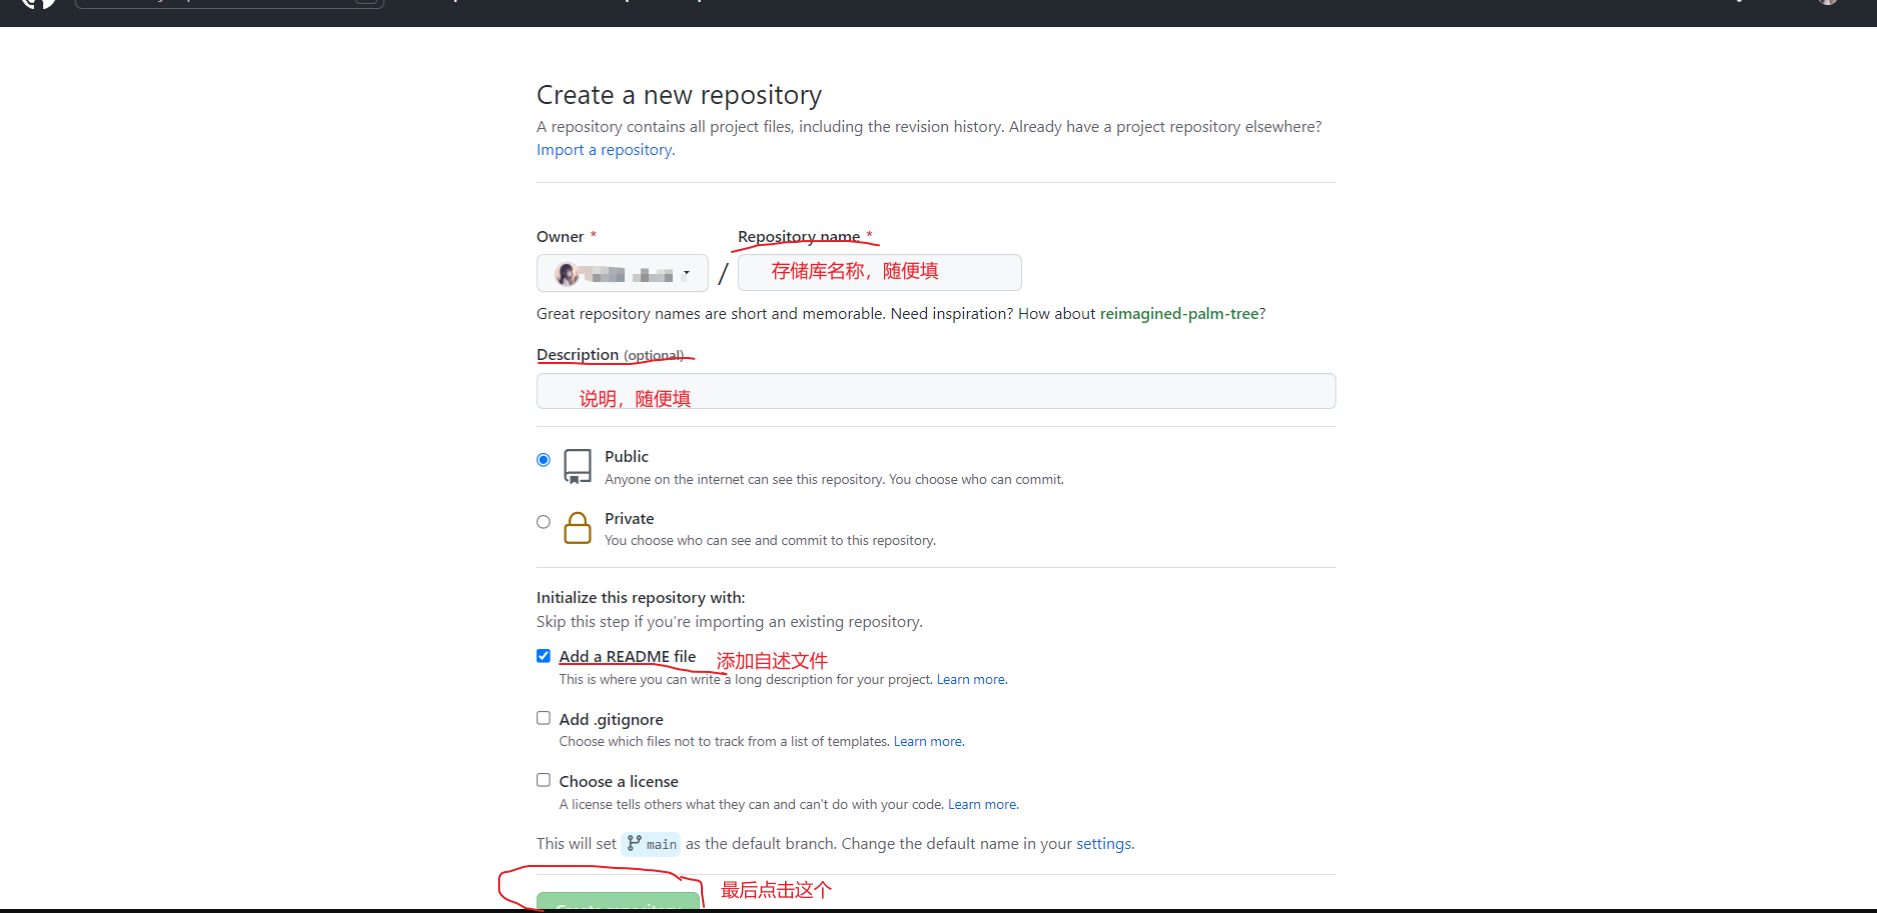 Create a new repository
A repository contains all project files, including the revision history. Already have a project repository elsewhere?
Import a repository.
Owner *
Repository name *
/
存储库名称，随便填
Great repository names are short and memorable. Need inspiration? How about reimagined-palm-tree?
Description (optional)
说明，随便填
Public
Anyone on the internet can see this repository. You choose who can commit.
Private
You choose who can see and commit to this repository.
Initialize this repository with:
Skip this step if you're importing an existing repository.
Add a README file 添加自述文件
This is where you can write a long description for your project. Learn more.
Add .gitignore
Choose which files not to track from a list of templates. Learn more.
Choose a license
A license tells others what they can and can't do with your code. Learn more.
This will set main as the default branch. Change the default name in your settings.
最后点击这个
Create repository